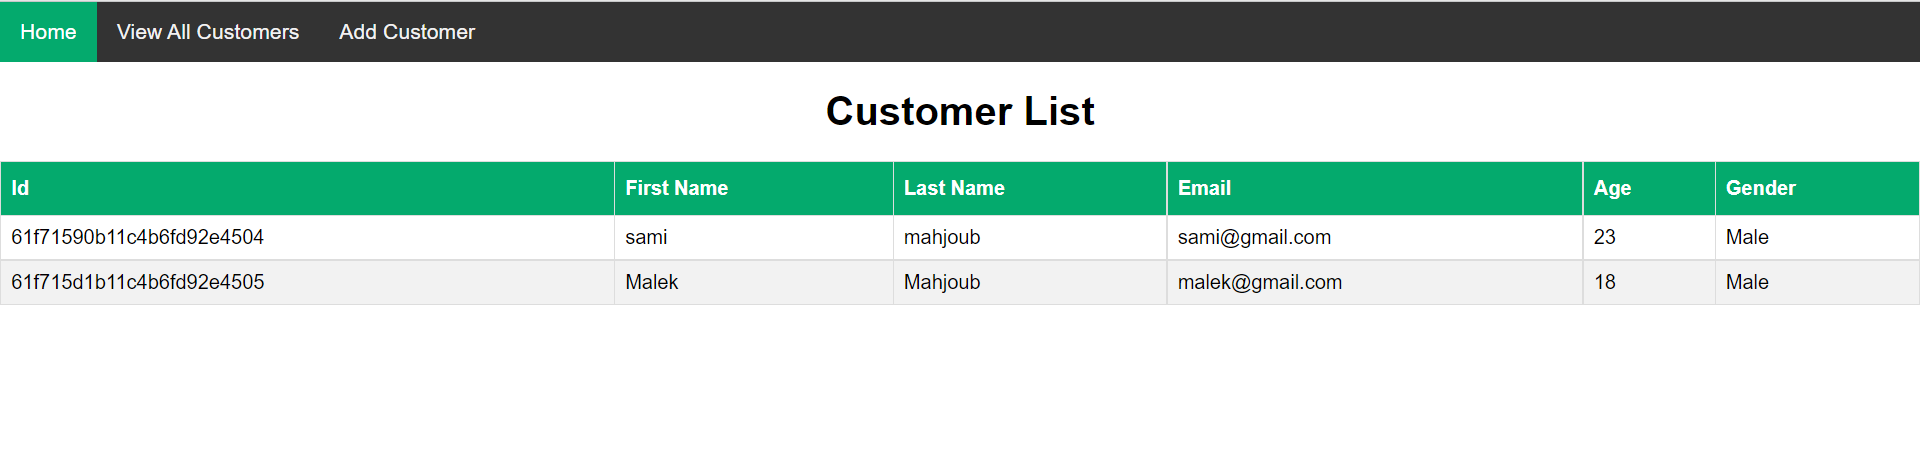 Home View All Customers Add Customer
Customer List
Id First Name Last Name Email Age Gender
61f71590b11c4b6fd92e4504 sami mahjoub sami@gmail.com 23 Male
61f715d1b11c4b6fd92e4505 Malek Mahjoub malek@gmail.com 18 Male